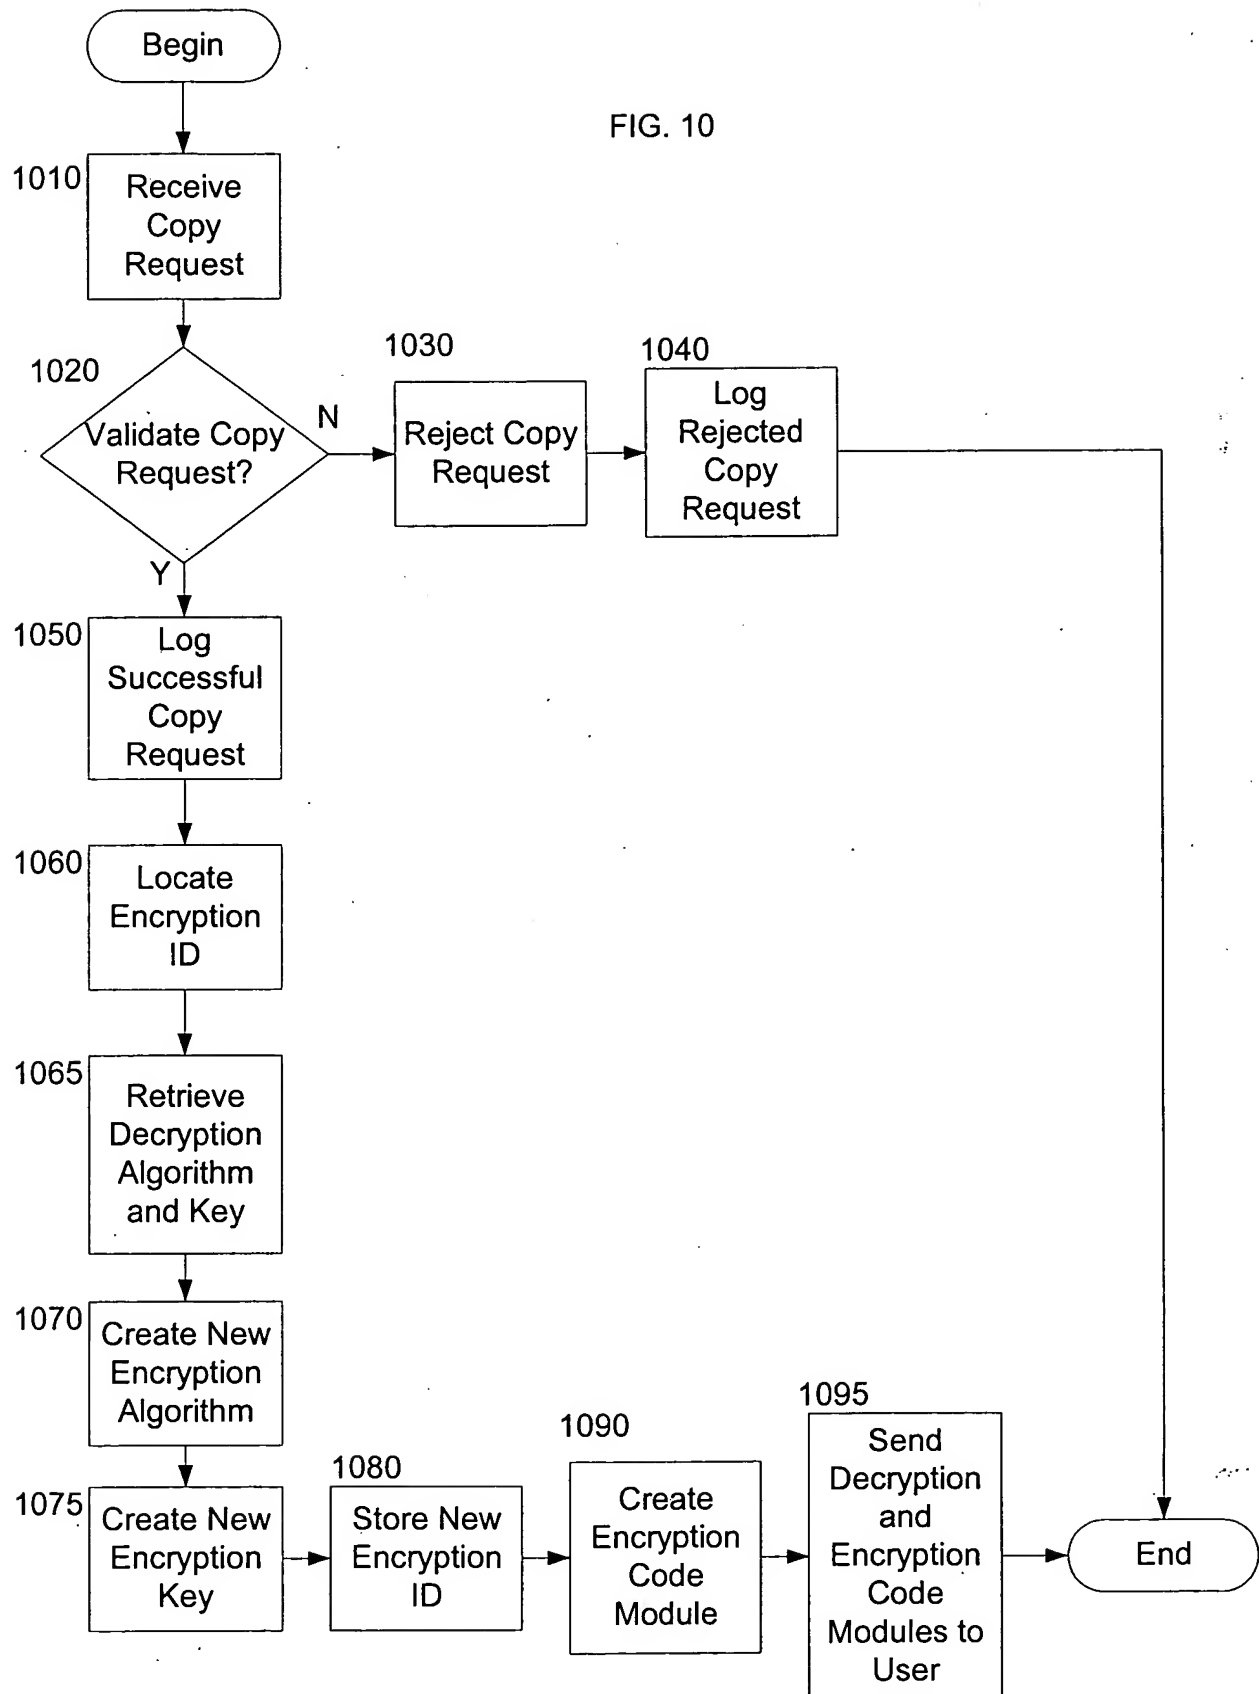 Begin
FIG. 10
1010
Receive
Copy
Request
1020
Validate Copy
Request?
N
Y
1030
Reject Copy
Request
1040
Log
Rejected
Copy
Request
1050
Log
Successful
Copy
Request
1060
Locate
Encryption
ID
1065
Retrieve
Decryption
Algorithm
and Key
1070
Create New
Encryption
Algorithm
1075
Create New
Encryption
Key
1080
Store New
Encryption
ID
1090
Create
Encryption
Code
Module
1095
Send
Decryption
and
Encryption
Code
Modules to
User
End